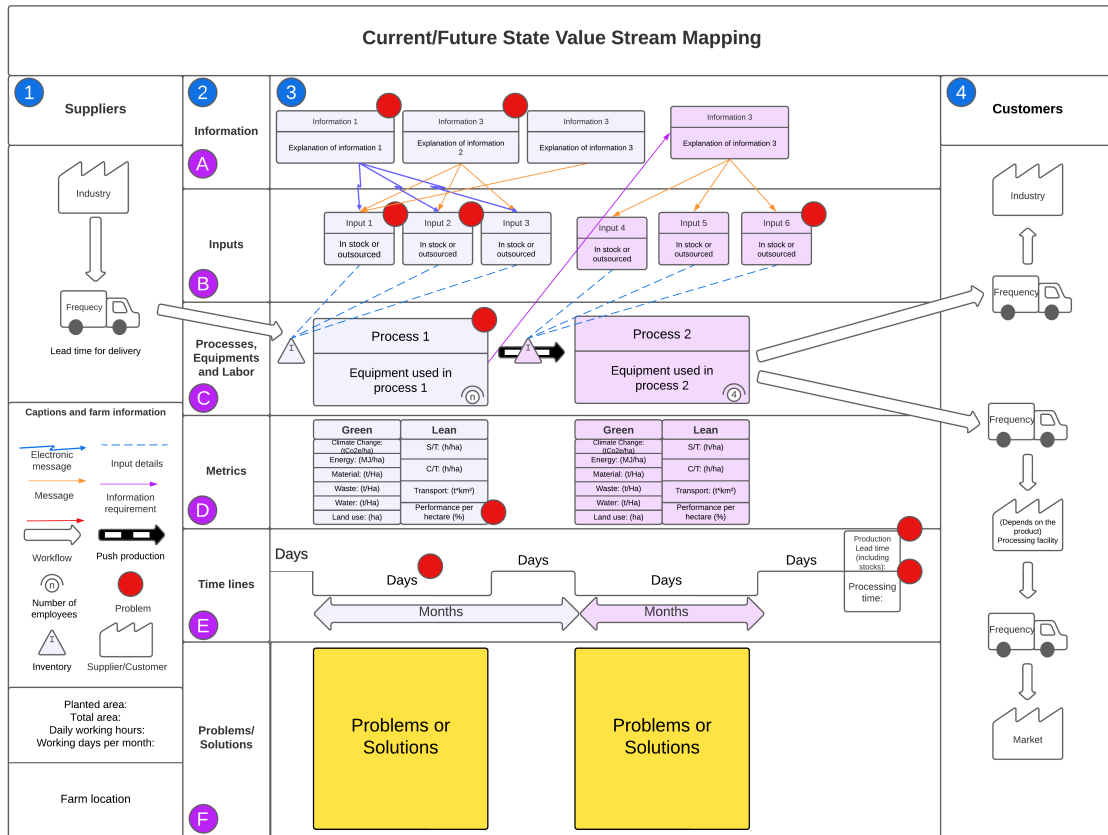 Current/Future State Value Stream Mapping
1
Suppliers
Industry
Frequecy
Lead time for delivery
Captions and farm information
Electronic
message
Input details
Message
Information
requirement
Workflow
Push production
n
Number of
employees
Problem
I
Inventory
Supplier/Customer
Planted area:
Total area:
Daily working hours:
Working days per month:
Farm location
2
Information
A
Inputs
B
Processes,
Equipments
and Labor
C
Metrics
D
Time lines
E
Problems/
Solutions
F
3
Information 1
Explanation of information 1
Information 3
Explanation of information
2
Information 3
Explanation of information 3
Information 3
Explanation of information 3
Input 1
In stock or
outsourced
Input 2
In stock or
outsourced
Input 3
In stock or
outsourced
Input 4
In stock or
outsourced
Input 5
In stock or
outsourced
Input 6
In stock or
outsourced
I
Process 1
Equipment used in
process 1
n
I
Process 2
Equipment used in
process 2
4
Green
Lean
Climate Change:
(tCo2e/ha)
Energy: (MJ/ha)
Material: (t/Ha)
Waste: (t/Ha)
Water: (t/Ha)
Land use: (ha)
S/T: (h/ha)
C/T: (h/ha)
Transport: (t*km²)
Performance per
hectare (%)
Green
Lean
Climate Change:
(tCo2e/ha)
Energy: (MJ/ha)
Material: (t/Ha)
Waste: (t/Ha)
Water: (t/Ha)
Land use: (ha)
S/T: (h/ha)
C/T: (h/ha)
Transport: (t*km²)
Performance per
hectare (%)
Days
Days
Days
Days
Days
Months
Months
Production
Lead time
(including
stocks):
Processing
time:
Problems or
Solutions
Problems or
Solutions
4
Customers
Industry
Frequency
Frequency
(Depends on the
product)
Processing facility
Frequency
Market